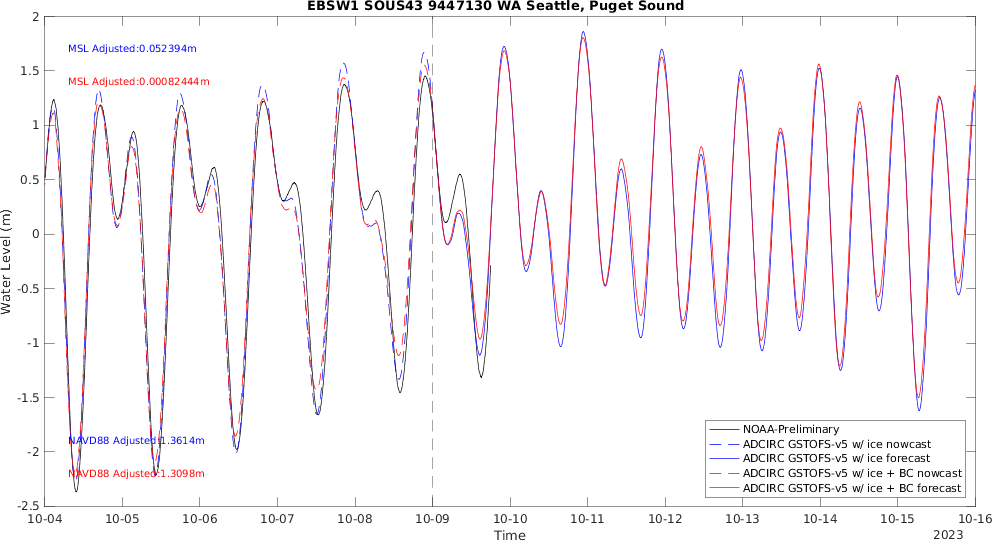 EBSW1 SOUS43 9447130 WA Seattle, Puget Sound
2
1.5
1
0.5
0
-0.5
-1
-1.5
-2
-2.5
Water Level (m)
MSL Adjusted:0.052394m
MSL Adjusted:0.00082444m
NAVD88 Adjusted:1.3614m
NAVD88 Adjusted:1.3098m
NOAA-Preliminary
ADCIRC GSTOFS-v5 w/ ice nowcast
ADCIRC GSTOFS-v5 w/ ice forecast
ADCIRC GSTOFS-v5 w/ ice + BC nowcast
ADCIRC GSTOFS-v5 w/ ice + BC forecast
10-04 10-05 10-06 10-07 10-08 10-09 10-10 10-11 10-12 10-13 10-14 10-15 10-16
Time
2023